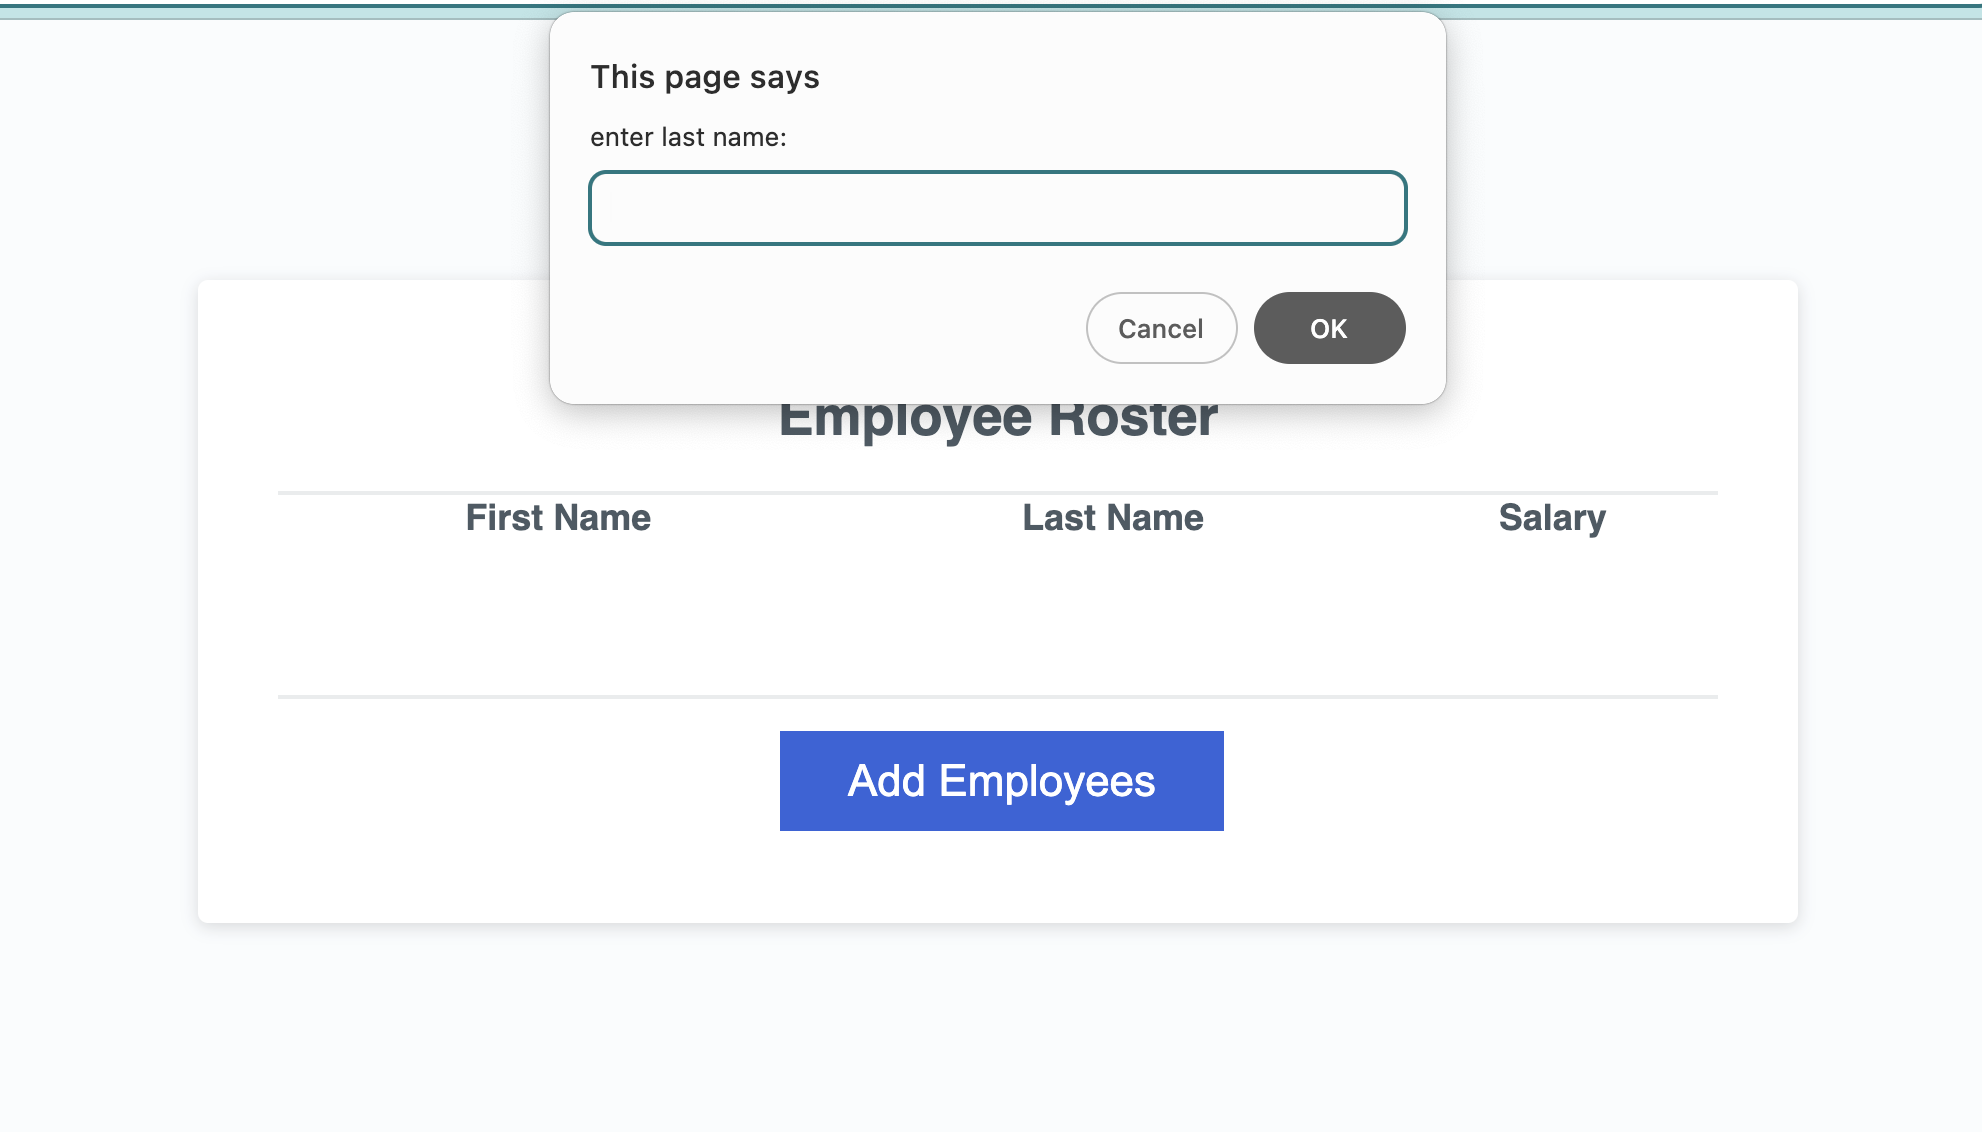 This page says
enter last name:
Cancel OK
Employee Roster
First Name Last Name Salary
Add Employees